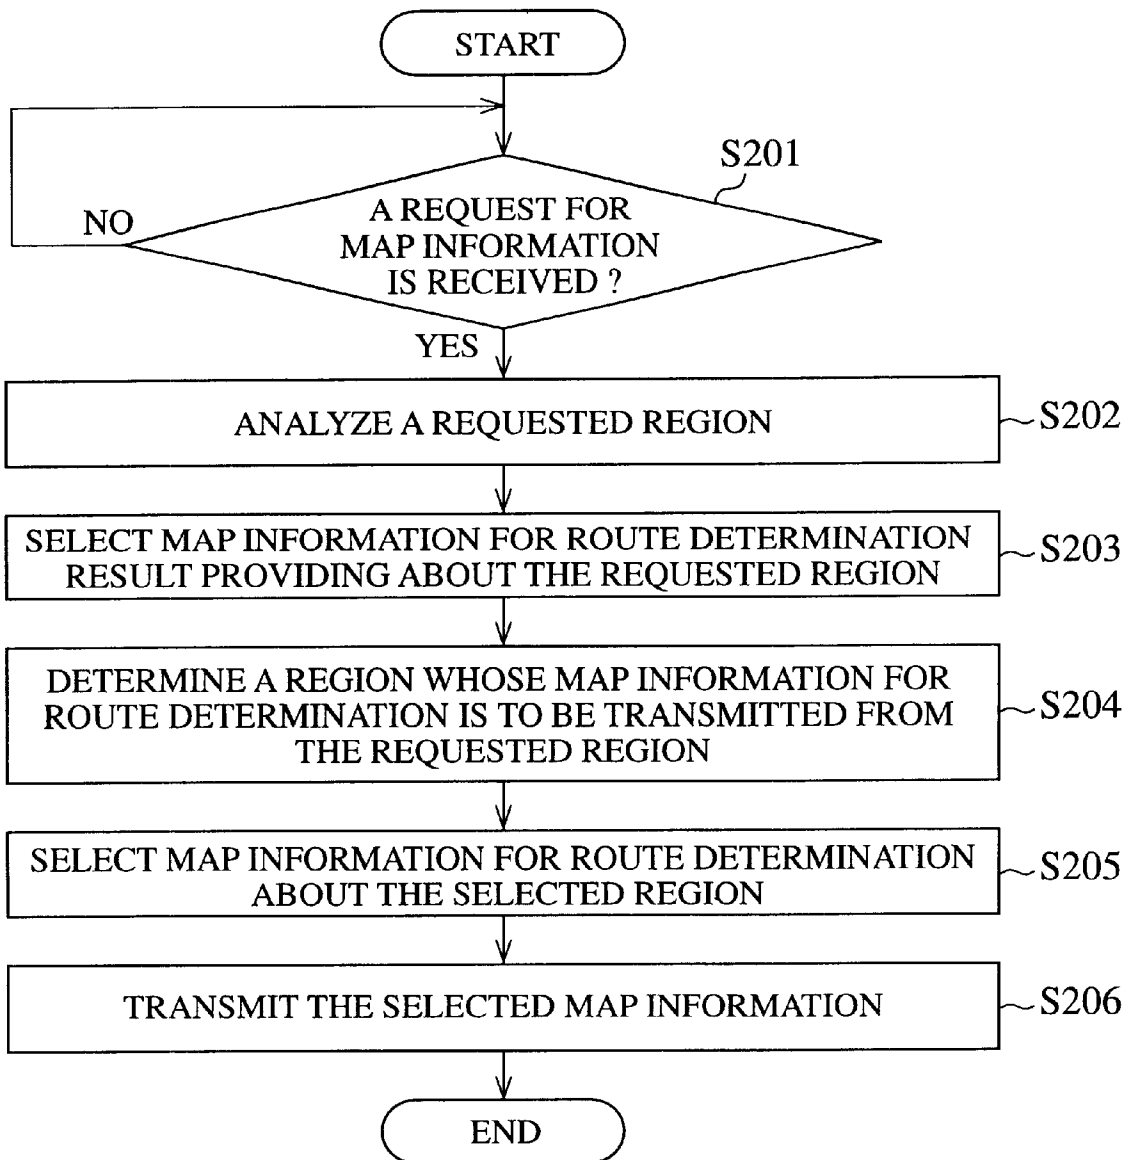 START
S201
NO
A REQUEST FOR
MAP INFORMATION
IS RECEIVED ?
YES
ANALYZE A REQUESTED REGION
S202
SELECT MAP INFORMATION FOR ROUTE DETERMINATION
RESULT PROVIDING ABOUT THE REQUESTED REGION
S203
DETERMINE A REGION WHOSE MAP INFORMATION FOR
ROUTE DETERMINATION IS TO BE TRANSMITTED FROM
THE REQUESTED REGION
S204
SELECT MAP INFORMATION FOR ROUTE DETERMINATION
ABOUT THE SELECTED REGION
S205
TRANSMIT THE SELECTED MAP INFORMATION
S206
END